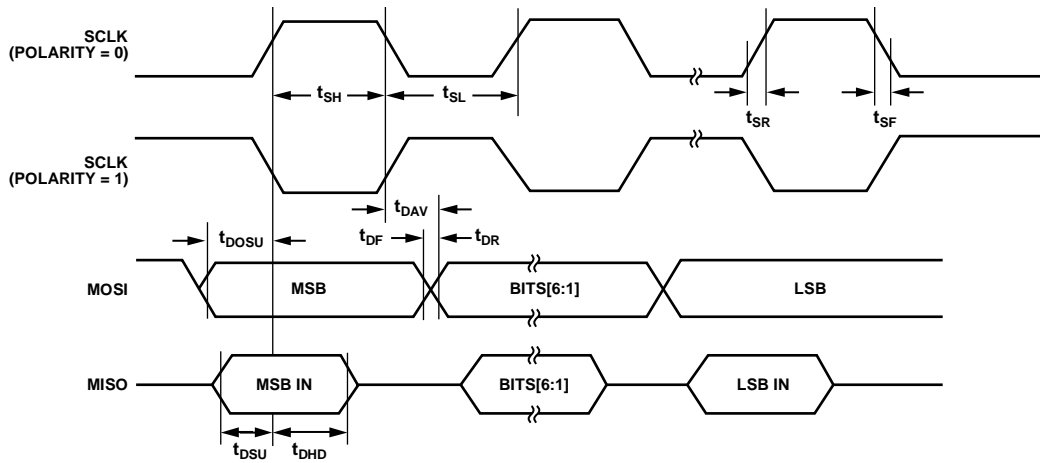 SCLK
(POLARITY = 0)
tSH
tSL
tSR
tSF
SCLK
(POLARITY = 1)
tDAV
tDOSU
tDF
tDR
MOSI
MSB
BITS[6:1]
LSB
MISO
MSB IN
BITS[6:1]
LSB IN
tDSU
tDHD